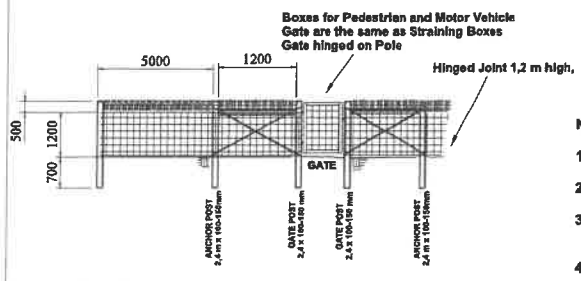 Boxes for Pedestrian and Motor Vehicle
Gate are the same as Straining Boxes
Gate hinged on Pole
Hinged Joint 1,2 m high,
5000
1200
500
1200
700
GATE
ANCHOR POST
2,4 m x 100-150mm
GATE POST
2,4 x 100-150 mm
GATE POST
2,4 x 100-150 mm
ANCHOR POST
2,4 m x 100-150mm
N
1
2
3
4